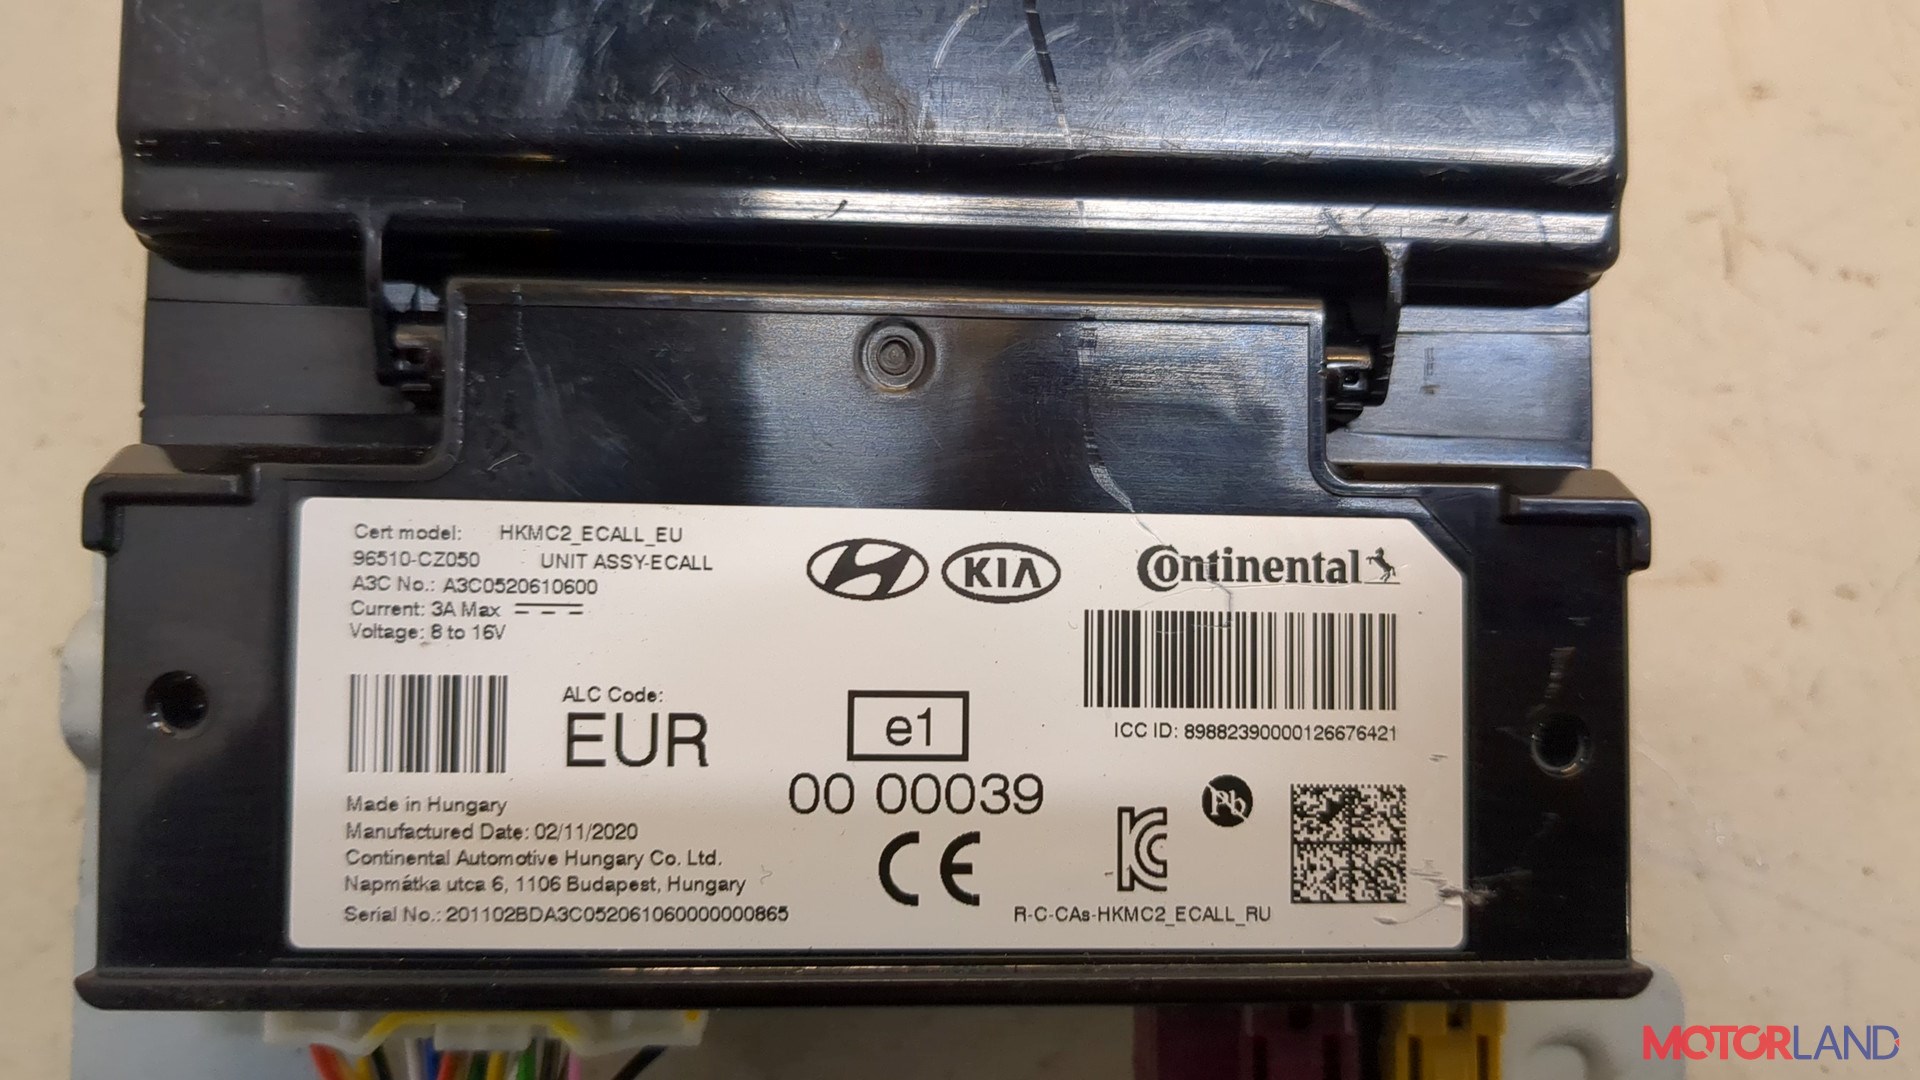 Cert model: HKMC2_ECALL_EU
96510-CZ050 UNIT ASSY-ECALL
A3C No.: A3C0520610600
Current: 3A Max
Voltage: 8 to 16V
KIA
Continental
ICC ID: 89882390000126676421
ALC Code:
EUR
e1
00 00039
Made in Hungary
Manufactured Date: 02/11/2020
Continental Automotive Hungary Co. Ltd.
Napmátka utca 6, 1106 Budapest, Hungary
Serial No.: 201102BDA3C0520610600000000865
CE
Pb
R-C-CAs-HKMC2_ECALL_RU
MOTORLAND